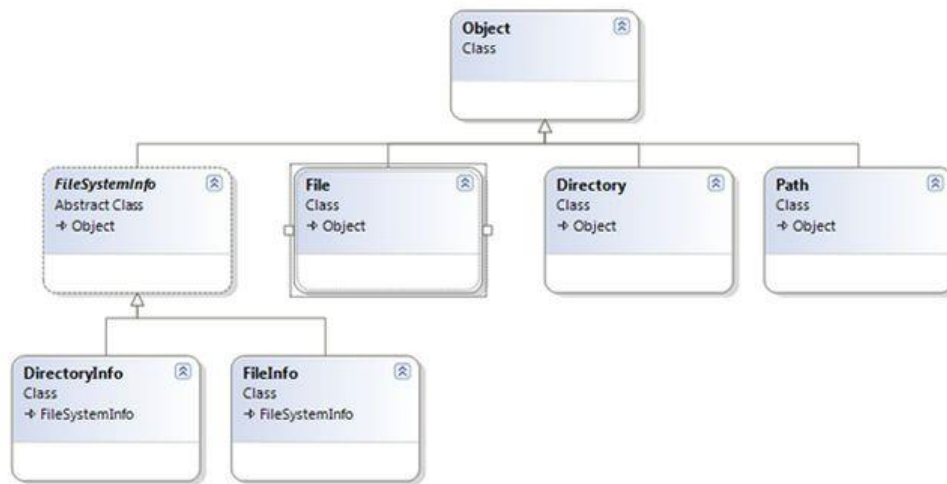 Object
Class
FileSystemInfo
Abstract Class
Object
File
Class
Object
Directory
Class
Object
Path
Class
Object
DirectoryInfo
Class
FileSystemInfo
FileInfo
Class
FileSystemInfo